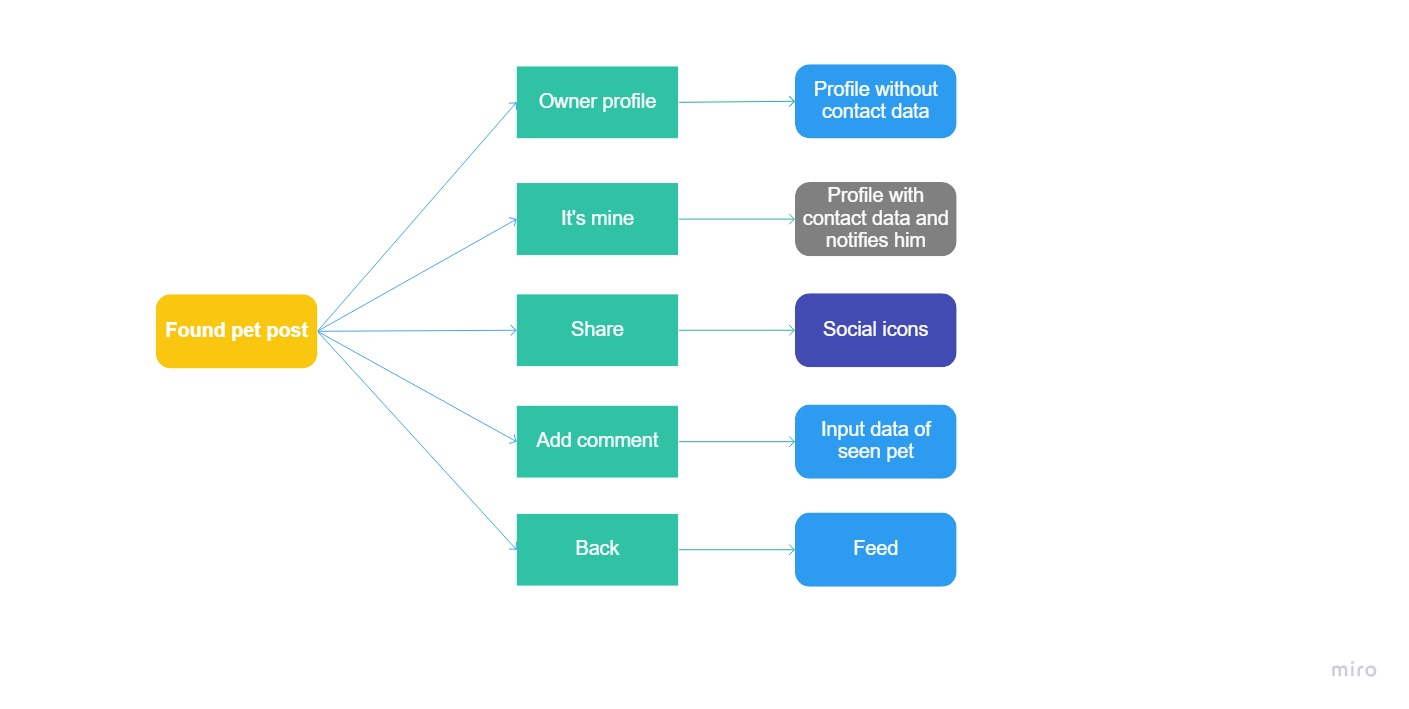 Owner profile
Profile without
contact data
It's mine
Profile with
contact data and
notifies him
Found pet post
Share
Social icons
Add comment
Input data of
seen pet
Back
Feed
miro